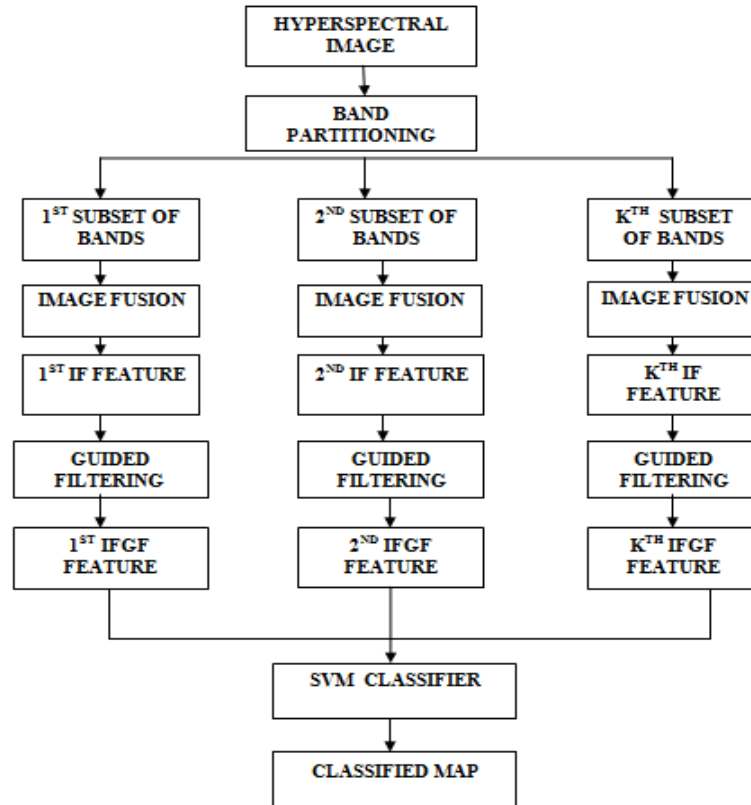 HYPERSPECTRAL
IMAGE
BAND
PARTITIONING
1ST SUBSET OF
BANDS
2ND SUBSET OF
BANDS
KTH SUBSET
OF BANDS
IMAGE FUSION
IMAGE FUSION
IMAGE FUSION
1ST IF FEATURE
2ND IF FEATURE
KTH IF
FEATURE
GUIDED
FILTERING
GUIDED
FILTERING
GUIDED
FILTERING
1ST IFGF
FEATURE
2ND IFGF
FEATURE
KTH IFGF
FEATURE
SVM CLASSIFIER
CLASSIFIED MAP